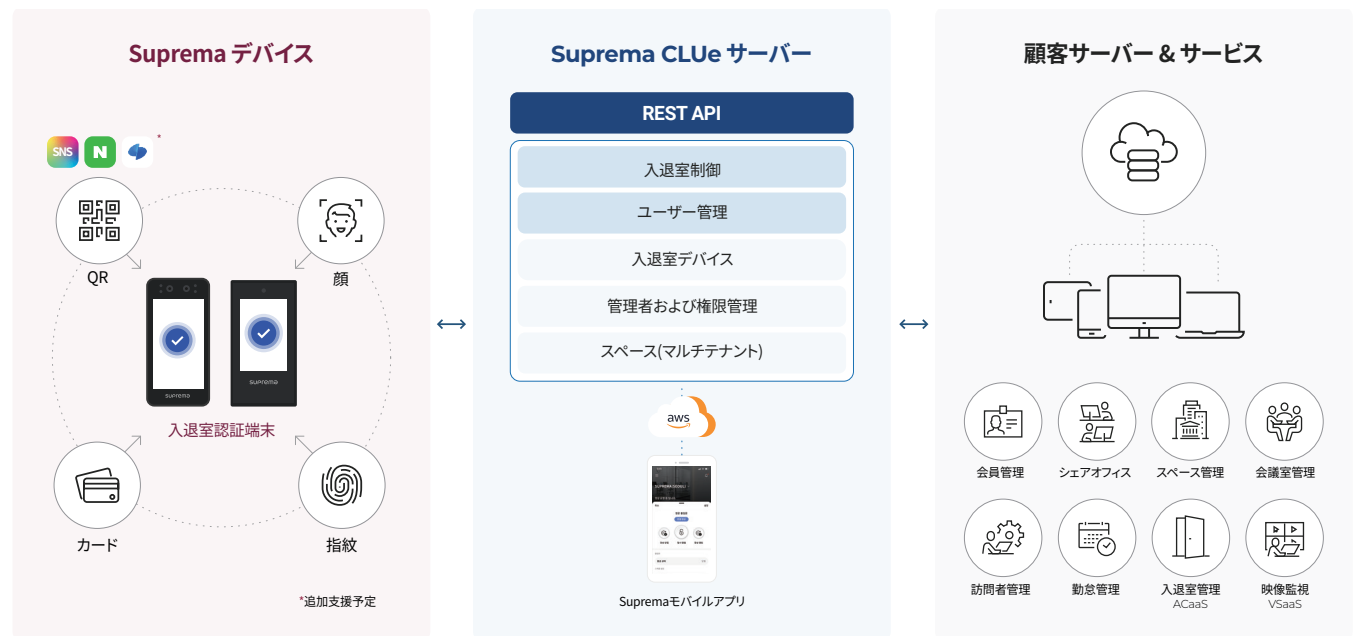 Suprema デバイス
SNS
N
*
QR
顔
suprema
suprema
入退室認証端末
カード
指紋
*追加支援予定
Suprema CLUe サーバー
REST API
入退室制御
ユーザー管理
入退室デバイス
管理者および権限管理
スペース(マルチテナント)
aws
Supremaモバイルアプリ
顧客サーバー & サービス
会員管理
シェアオフィス
スペース管理
会議室管理
訪問者管理
勤怠管理
入退室管理
ACaaS
映像監視
VSaaS